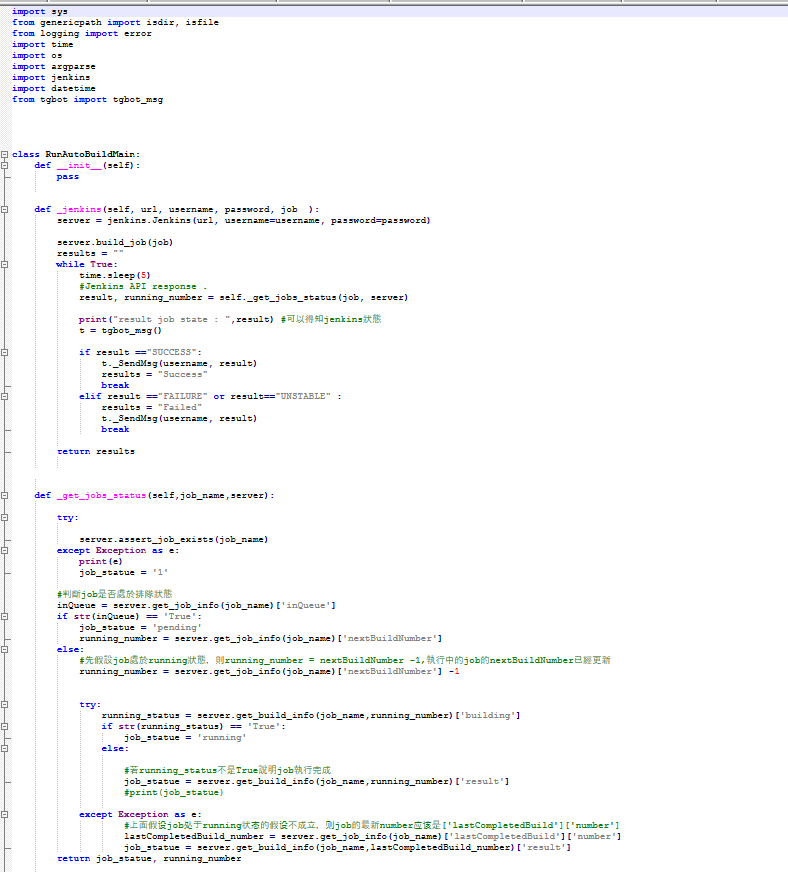 import sys
from genericpath import isdir, isfile
from logging import error
import time
import os
import argparse
import jenkins
import datetime
from tgbot import tgbot_msg
class RunAutoBuildMain:
def __init__(self):
pass
def _jenkins(self, url, username, password, job  ):
server = jenkins.Jenkins(url, username=username, password=password)
server.build_job(job)
results = ""
while True:
time.sleep(5)
#Jenkins API response .
result, running_number = self._get_jobs_status(job, server)
print("result job state : ",result) #可以得知jenkins狀態
t = tgbot_msg()
if result =="SUCCESS":
t._SendMsg(username, result)
results = "Success"
break
elif result =="FAILURE" or result=="UNSTABLE" :
results = "Failed"
t._SendMsg(username, result)
break
return results
def _get_jobs_status(self,job_name,server):
try:
server.assert_job_exists(job_name)
except Exception as e:
print(e)
job_statue = '1'
#判斷job是否處於排隊狀態
inQueue = server.get_job_info(job_name)['inQueue']
if str(inQueue) == 'True':
job_statue = 'pending'
running_number = server.get_job_info(job_name)['nextBuildNumber']
else:
#先假設job處於running狀態，則running_number = nextBuildNumber -1,執行中的job的nextBuildNumber已經更新
running_number = server.get_job_info(job_name)['nextBuildNumber'] -1
try:
running_status = server.get_build_info(job_name,running_number)['building']
if str(running_status) == 'True':
job_statue = 'running'
else:
#若running_status不是True說明job執行完成
job_statue = server.get_build_info(job_name,running_number)['result']
#print(job_statue)
except Exception as e:
#上面假设job处于running状态的假设不成立，则job的最新number应该是['lastCompletedBuild']['number']
lastCompletedBuild_number = server.get_job_info(job_name)['lastCompletedBuild']['number']
job_statue = server.get_build_info(job_name,lastCompletedBuild_number)['result']
return job_statue, running_number